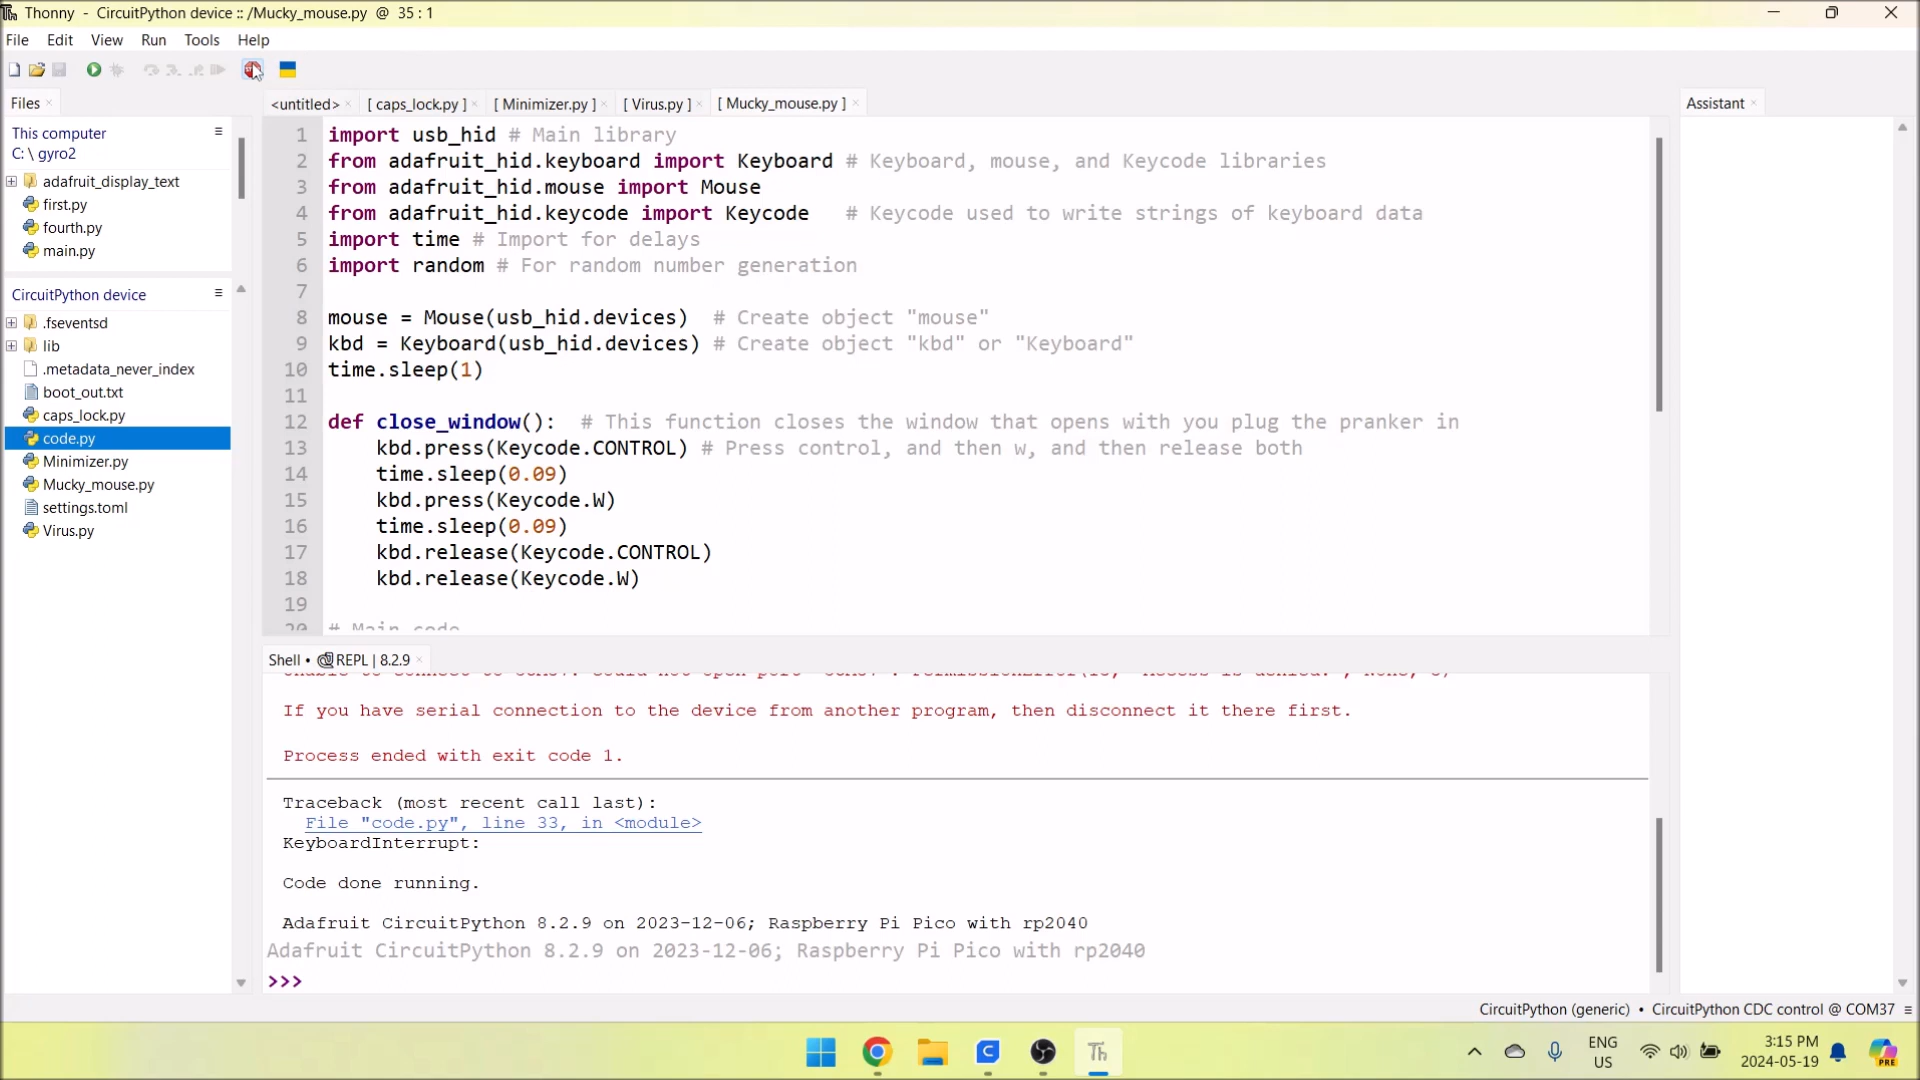 Thonny - CircuitPython device :: /Mucky_mouse.py @ 35 : 1
File Edit View Run Tools Help
Files
This computer
C: \ gyro2
adafruit_display_text
first.py
fourth.py
main.py
CircuitPython device
.fseventsd
lib
.metadata_never_index
boot_out.txt
caps_lock.py
code.py
Minimizer.py
Mucky_mouse.py
settings.toml
Virus.py
<untitled> [ caps_lock.py ] [ Minimizer.py ] [ Virus.py ] [ Mucky_mouse.py ]
1 import usb_hid # Main library
2 from adafruit_hid.keyboard import Keyboard # Keyboard, mouse, and Keycode libraries
3 from adafruit_hid.mouse import Mouse
4 from adafruit_hid.keycode import Keycode # Keycode used to write strings of keyboard data
5 import time # Import for delays
6 import random # For random number generation
7
8 mouse = Mouse(usb_hid.devices) # Create object "mouse"
9 kbd = Keyboard(usb_hid.devices) # Create object "kbd" or "Keyboard"
10 time.sleep(1)
11
12 def close_window(): # This function closes the window that opens with you plug the pranker in
13 kbd.press(Keycode.CONTROL) # Press control, and then w, and then release both
14 time.sleep(0.09)
15 kbd.press(Keycode.W)
16 time.sleep(0.09)
17 kbd.release(Keycode.CONTROL)
18 kbd.release(Keycode.W)
19
20 # Main code
Shell • REPL | 8.2.9
If you have serial connection to the device from another program, then disconnect it there first.
Process ended with exit code 1.
Traceback (most recent call last):
File "code.py", line 33, in <module>
KeyboardInterrupt:
Code done running.
Adafruit CircuitPython 8.2.9 on 2023-12-06; Raspberry Pi Pico with rp2040
Adafruit CircuitPython 8.2.9 on 2023-12-06; Raspberry Pi Pico with rp2040
>>>
Assistant
CircuitPython (generic) • CircuitPython CDC control @ COM37
Th
ENG
US
3:15 PM
2024-05-19
PRE